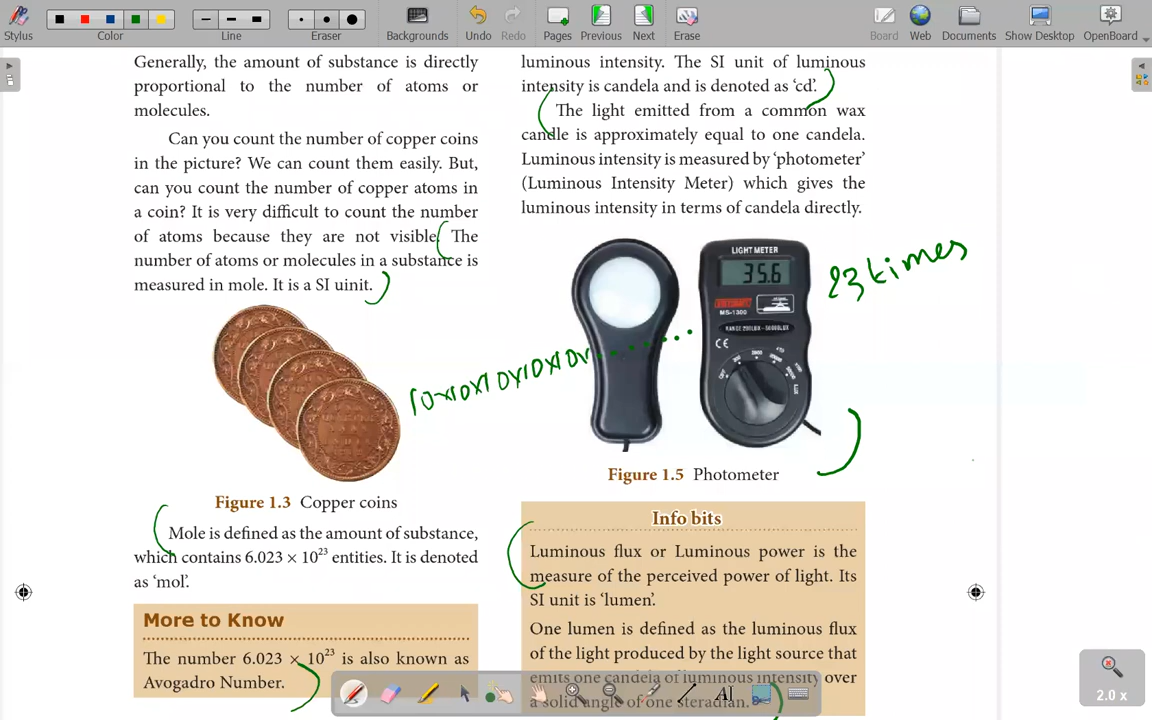 Stylus
Color
Line
Eraser
Backgrounds
Undo
Redo
Pages
Previous
Next
Erase
Board
Web
Documents
Show Desktop
OpenBoard
Generally, the amount of substance is directly
proportional to the number of atoms or
molecules.
Can you count the number of copper coins
in the picture? We can count them easily. But,
can you count the number of copper atoms in
a coin? It is very difficult to count the number
of atoms because they are not visible. The
number of atoms or molecules in a substance is
measured in mole. It is a SI uinit.
Figure 1.3 Copper coins
Mole is defined as the amount of substance,
which contains 6.023 × 10²³ entities. It is denoted
as ‘mol’.
More to Know
The number 6.023 × 10²³ is also known as
Avogadro Number.
luminous intensity. The SI unit of luminous
intensity is candela and is denoted as ‘cd’.
The light emitted from a common wax
candle is approximately equal to one candela.
Luminous intensity is measured by ‘photometer’
(Luminous Intensity Meter) which gives the
luminous intensity in terms of candela directly.
LIGHT METER
35.6
MS-1300
RANGE 200LUX - 50000LUX
CE
LUX
23 times
10x10x10x10x10x.........
Figure 1.5 Photometer
Info bits
Luminous flux or Luminous power is the
measure of the perceived power of light. Its
SI unit is ‘lumen’.
One lumen is defined as the luminous flux
of the light produced by the light source that
emits one candela of luminous intensity over
a solid angle of one steradian.
2.0 x